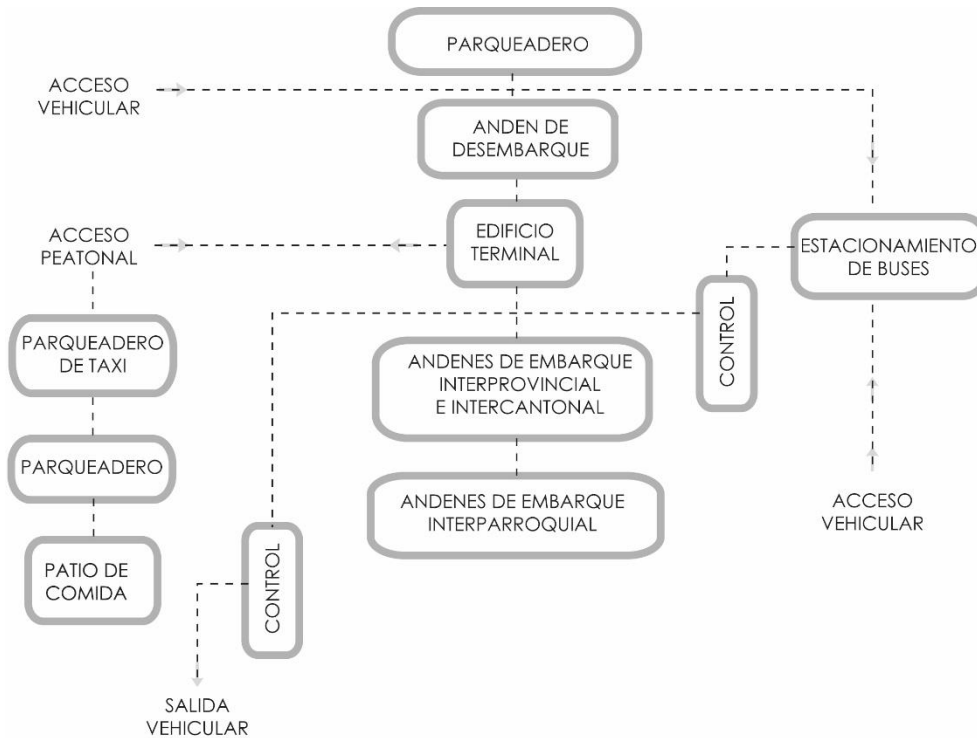 PARQUEADERO
ACCESO
VEHICULAR
ANDEN DE
DESEMBARQUE
ACCESO
PEATONAL
EDIFICIO
TERMINAL
ESTACIONAMIENTO
DE BUSES
CONTROL
PARQUEADERO
DE TAXI
ANDENES DE EMBARQUE
INTERPROVINCIAL
E INTERCANTONAL
PARQUEADERO
ANDENES DE EMBARQUE
INTERPARROQUIAL
ACCESO
VEHICULAR
PATIO DE
COMIDA
CONTROL
SALIDA
VEHICULAR